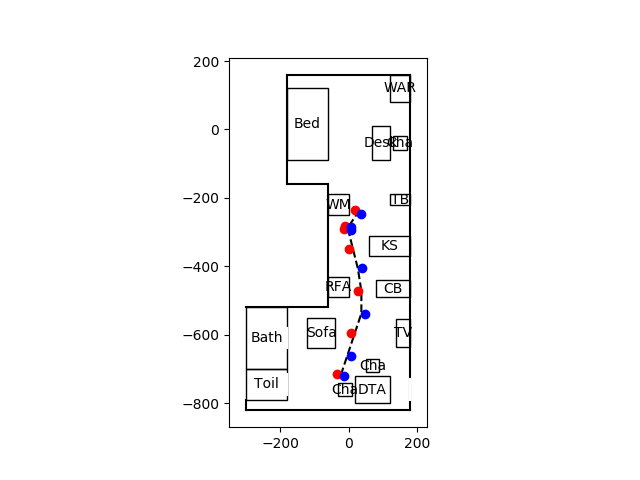 200
WAR
Bed
0
Desk Cha
−200
WM
TB
KS
−400
RFA
CB
−600
Bath
Sofa
TV
Cha
Toil
Cha
DTA
−800
−200
0
200